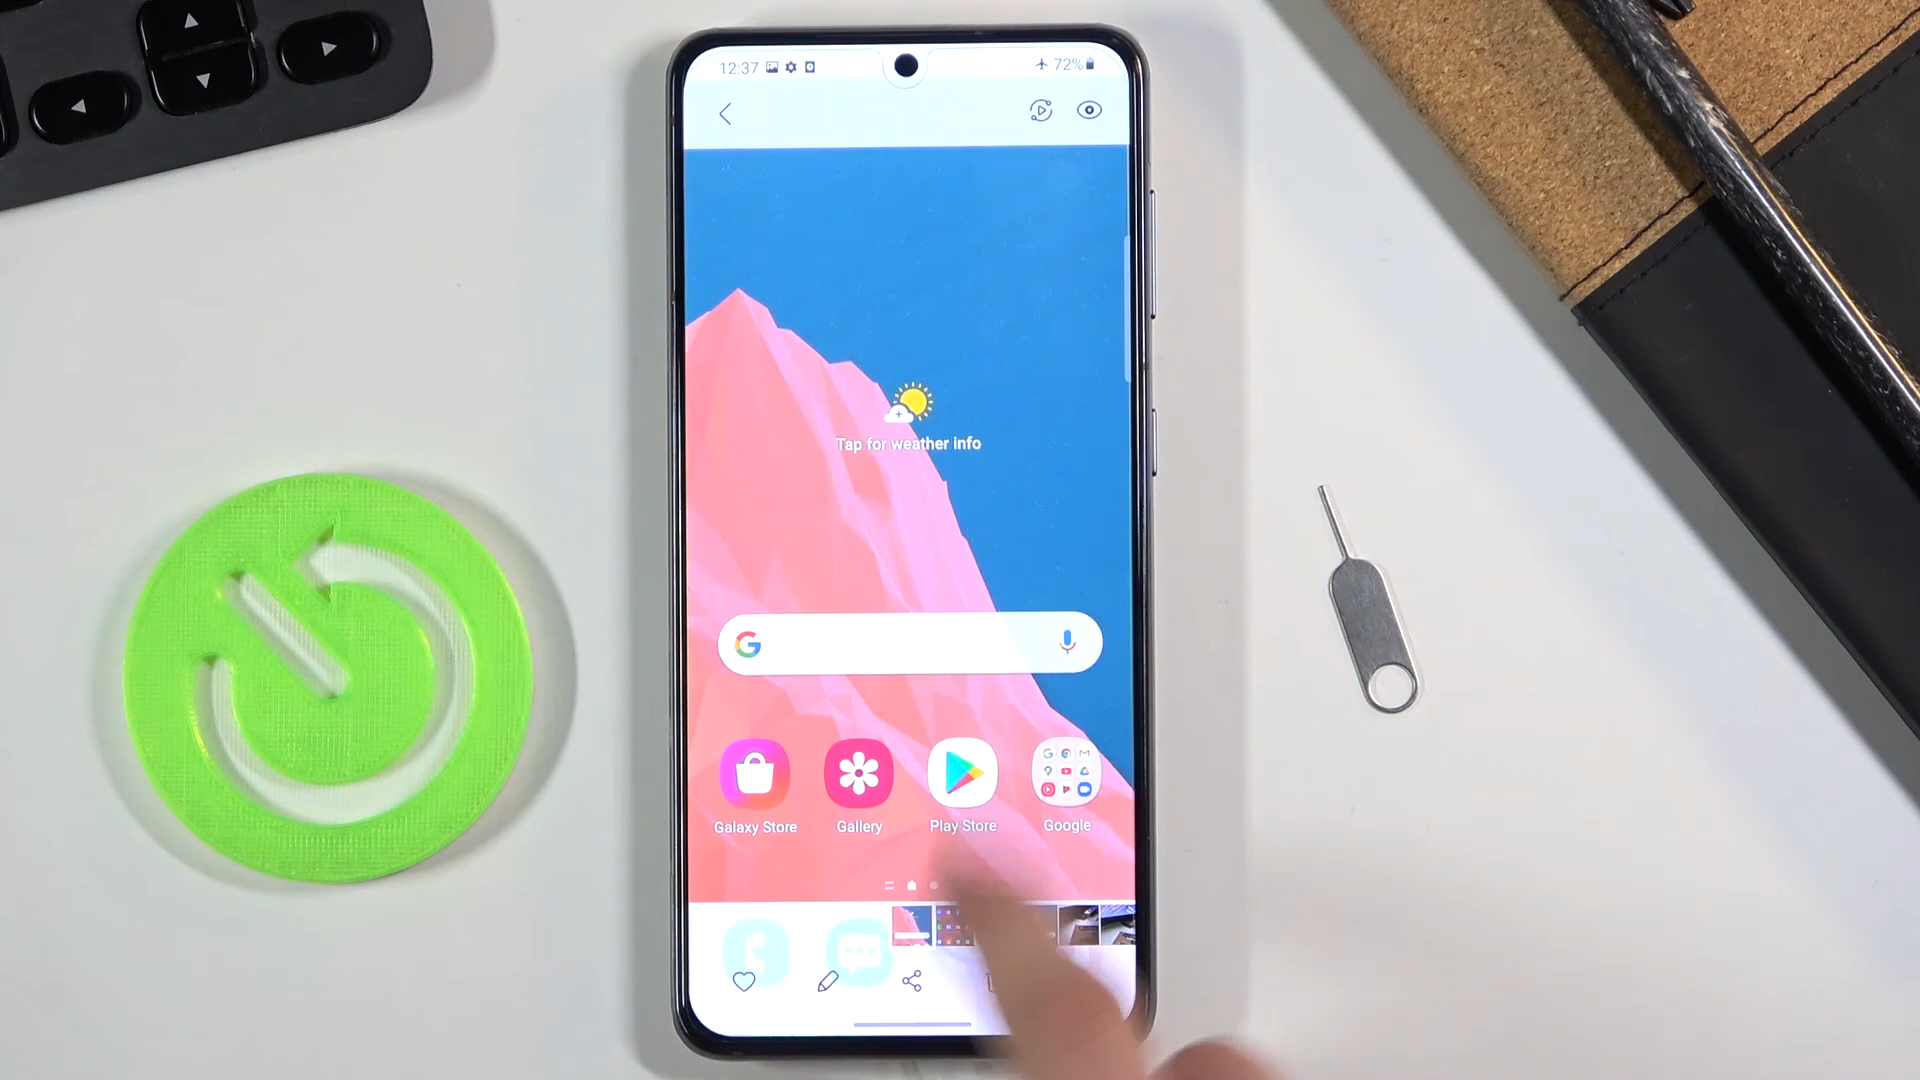 12:37
72%
Tap for weather info
Galaxy Store
Gallery
Play Store
Google